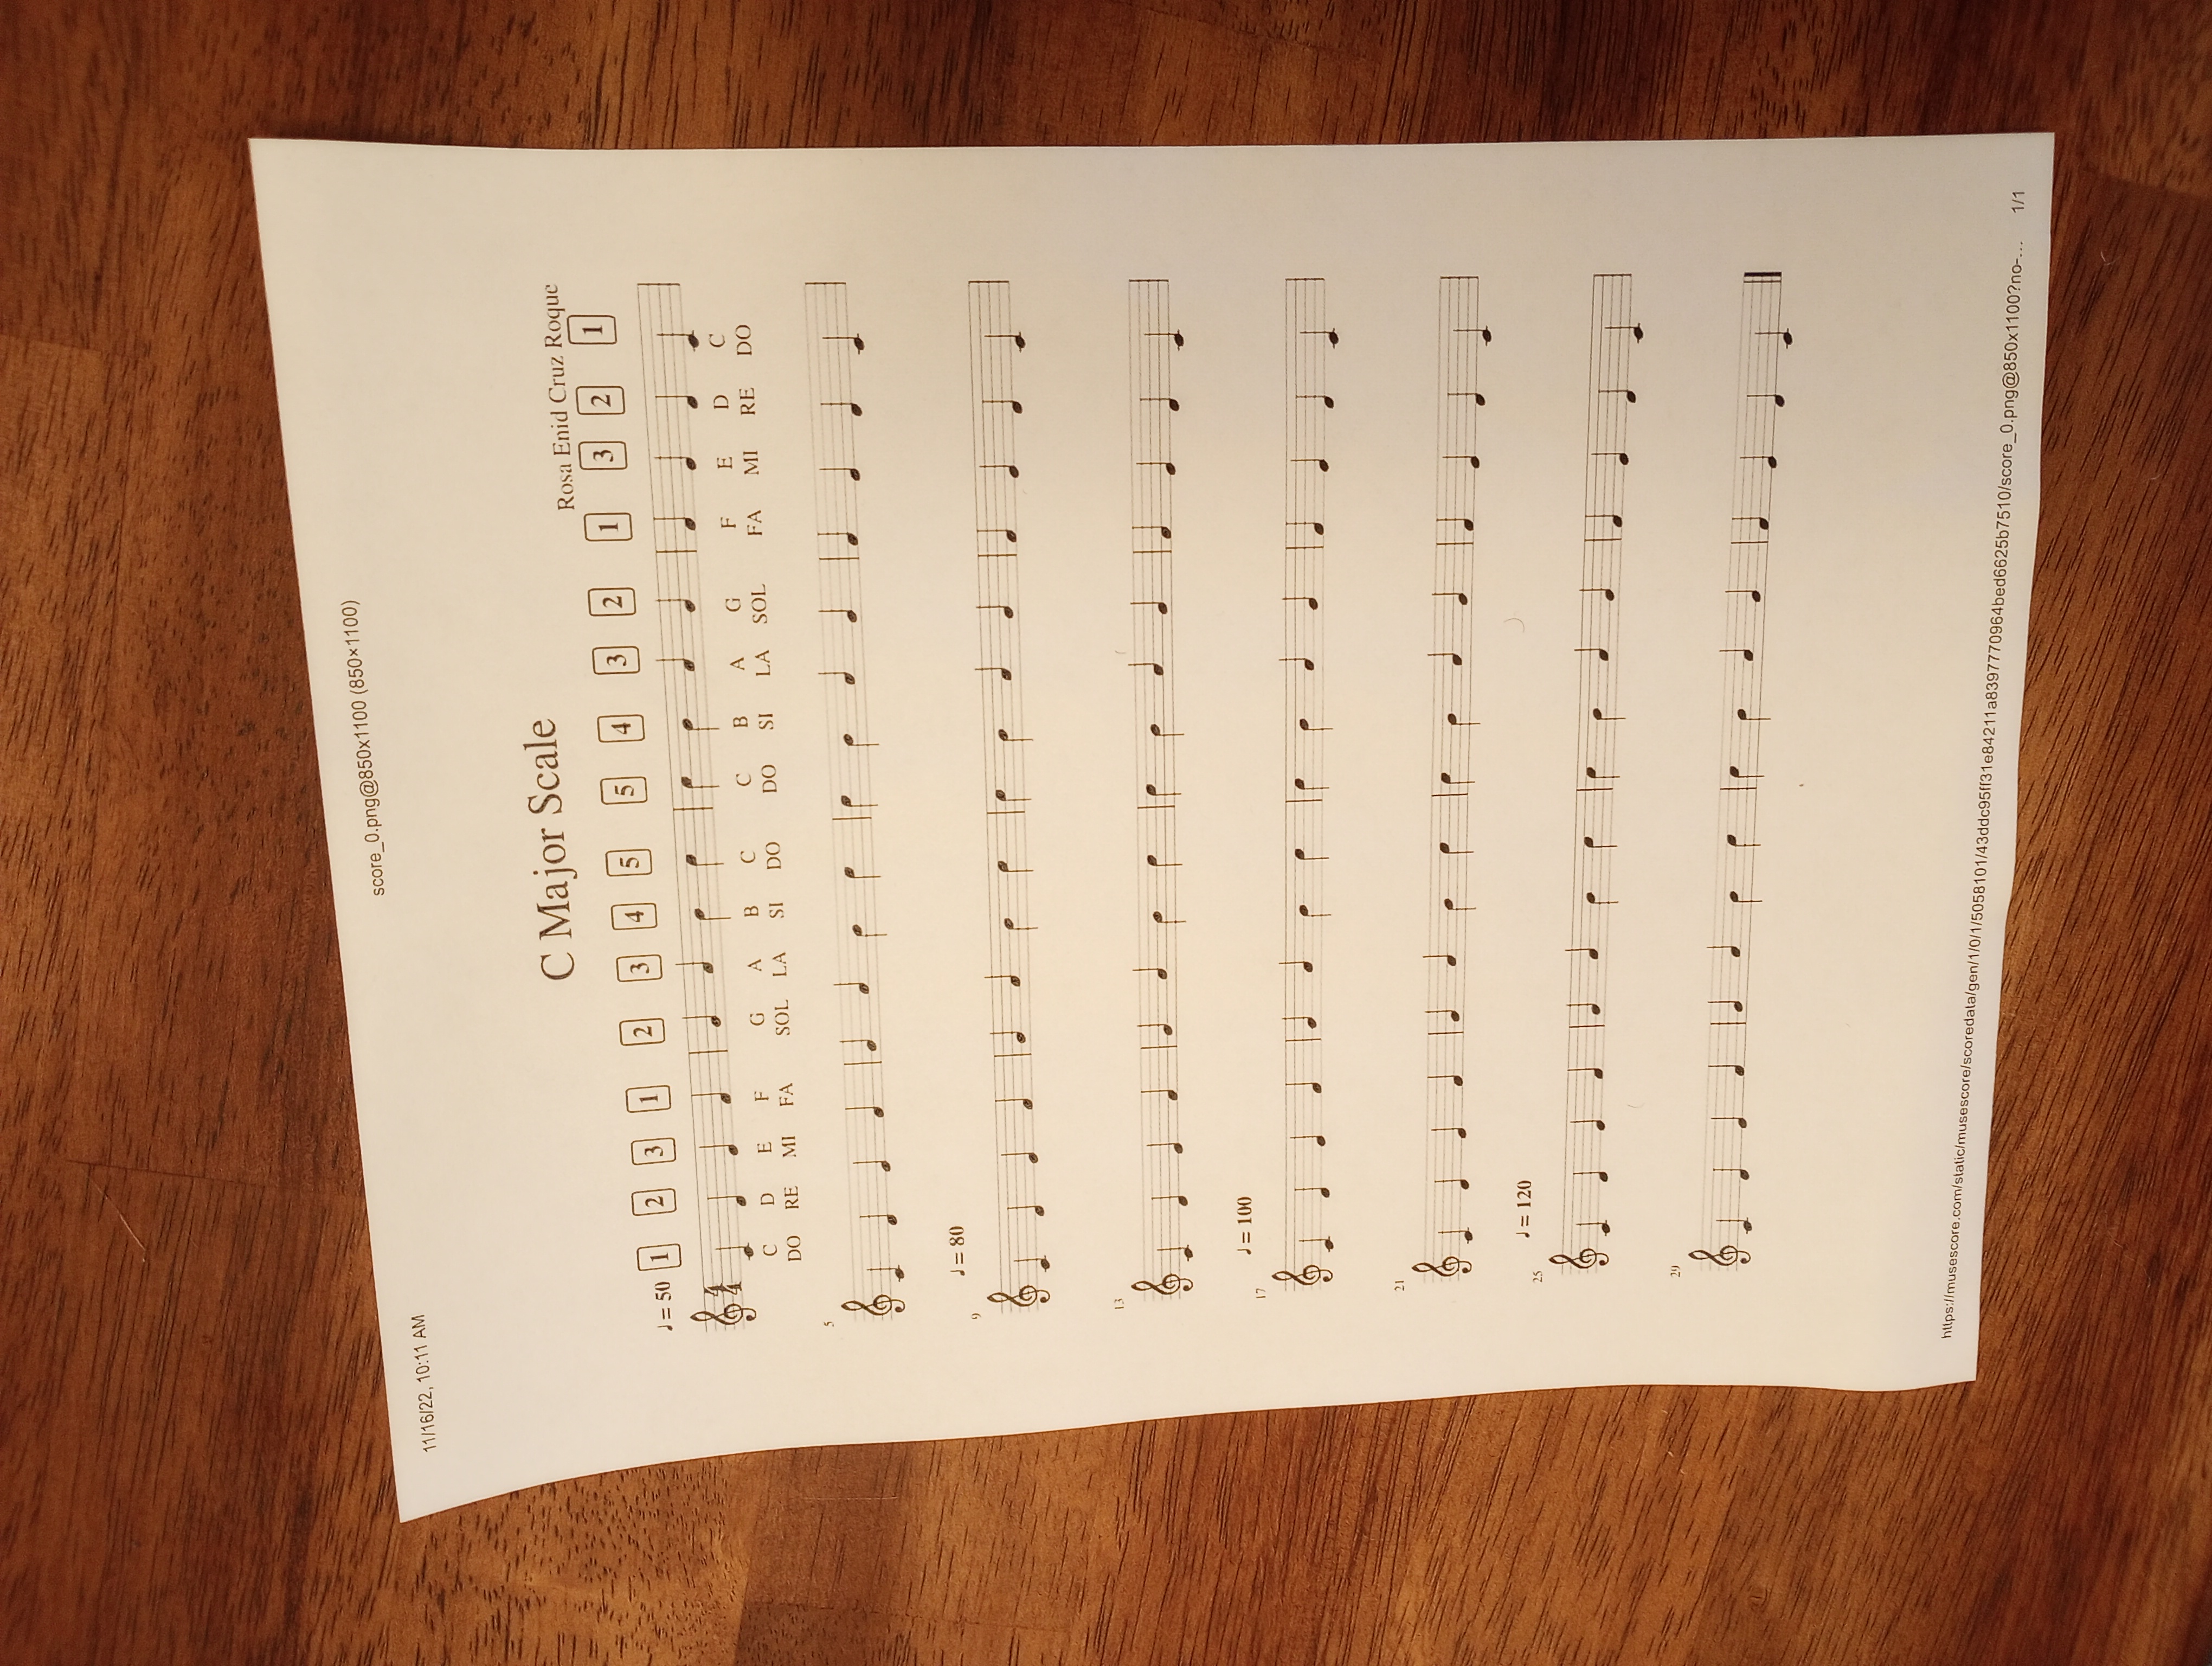 11/16/22, 10:11 AM
score_0.png@850x1100 (850×1100)
C Major Scale
Rosa Enid Cruz Roque
♩ = 50
1 2 3 1 2 3 4 5 5 4 3 2 1 3 2 1
4
4
C D E F G A B C C B A G F E D C
DO RE MI FA SOL LA SI DO DO SI LA SOL FA MI RE DO
5
♩ = 80
9
13
♩ = 100
17
21
♩ = 120
25
29
https://musescore.com/static/musescore/scoredata/gen/1/0/1/5058101/43ddc95ff31e84211a8397770964bed6625b7510/score_0.png@850x1100?no-...
1/1